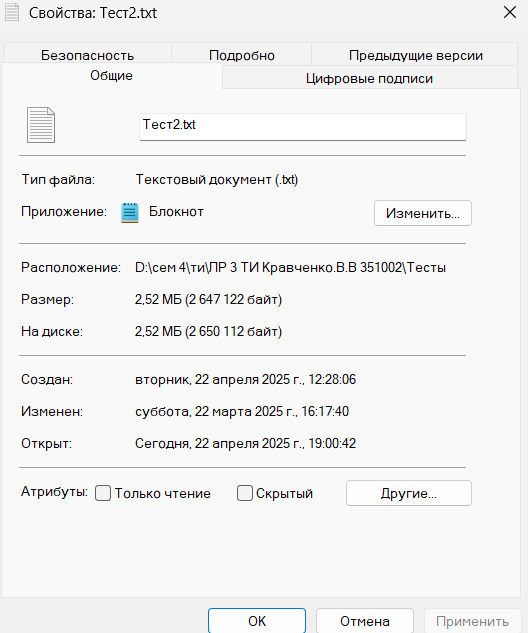 Свойства: Тест2.txt
Безопасность Подробно Предыдущие версии
Общие Цифровые подписи
Тест2.txt
Тип файла: Текстовый документ (.txt)
Приложение: Блокнот Изменить...
Расположение: D:\сем 4\ти\ЛР 3 ТИ Кравченко.В.В 351002\Тесты
Размер: 2,52 МБ (2 647 122 байт)
На диске: 2,52 МБ (2 650 112 байт)
Создан: вторник, 22 апреля 2025 г., 12:28:06
Изменен: суббота, 22 марта 2025 г., 16:17:40
Открыт: Сегодня, 22 апреля 2025 г., 19:00:42
Атрибуты: Только чтение Скрытый Другие...
ОК Отмена Применить